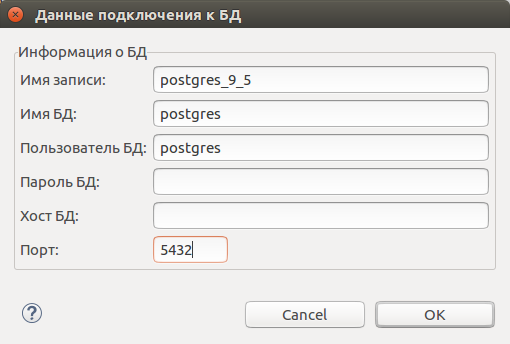 Данные подключения к БД
Информация о БД
Имя записи: postgres_9_5
Имя БД: postgres
Пользователь БД: postgres
Пароль БД:
Хост БД:
Порт: 5432
?
Cancel OK